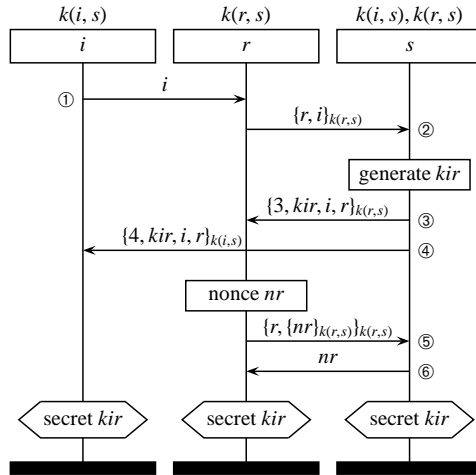 k(i, s) k(r, s) k(i, s), k(r, s)
i r s
① i
{r, i}k(r,s) ②
generate kir
{3, kir, i, r}k(r,s) ③
{4, kir, i, r}k(i,s) ④
nonce nr
{r, {nr}k(r,s)}k(r,s) ⑤
nr ⑥
secret kir secret kir secret kir